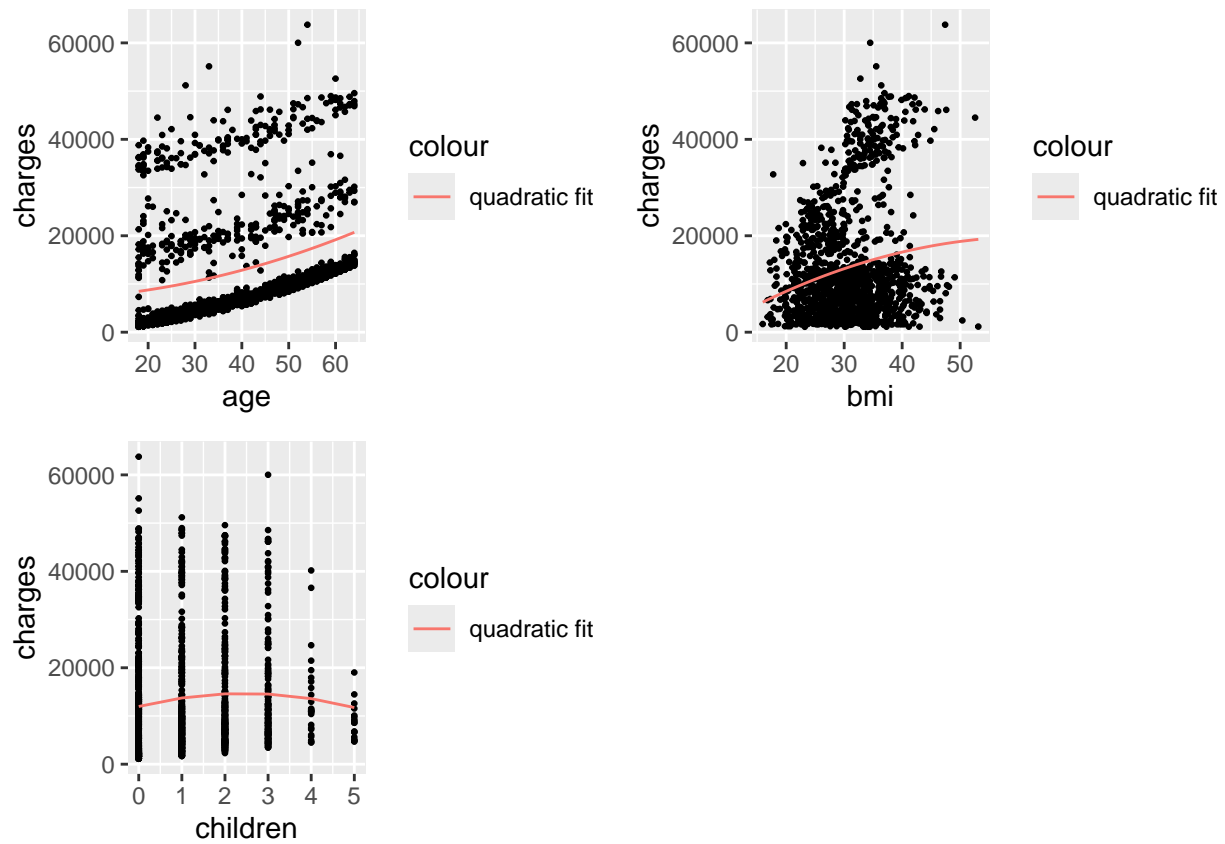 60000
40000
20000
0
charges
20 30 40 50 60
age
colour
quadratic fit
60000
40000
20000
0
charges
20 30 40 50
bmi
colour
quadratic fit
60000
40000
20000
0
charges
0 1 2 3 4 5
children
colour
quadratic fit